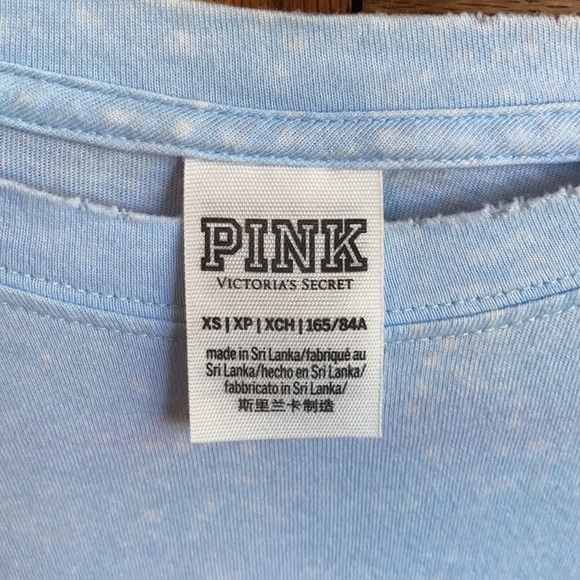 PINK
VICTORIA'S SECRET
XS | XP | XCH | 165/84A
made in Sri Lanka/fabriqué au
Sri Lanka/hecho en Sri Lanka/
fabbricato in Sri Lanka/
斯里兰卡制造